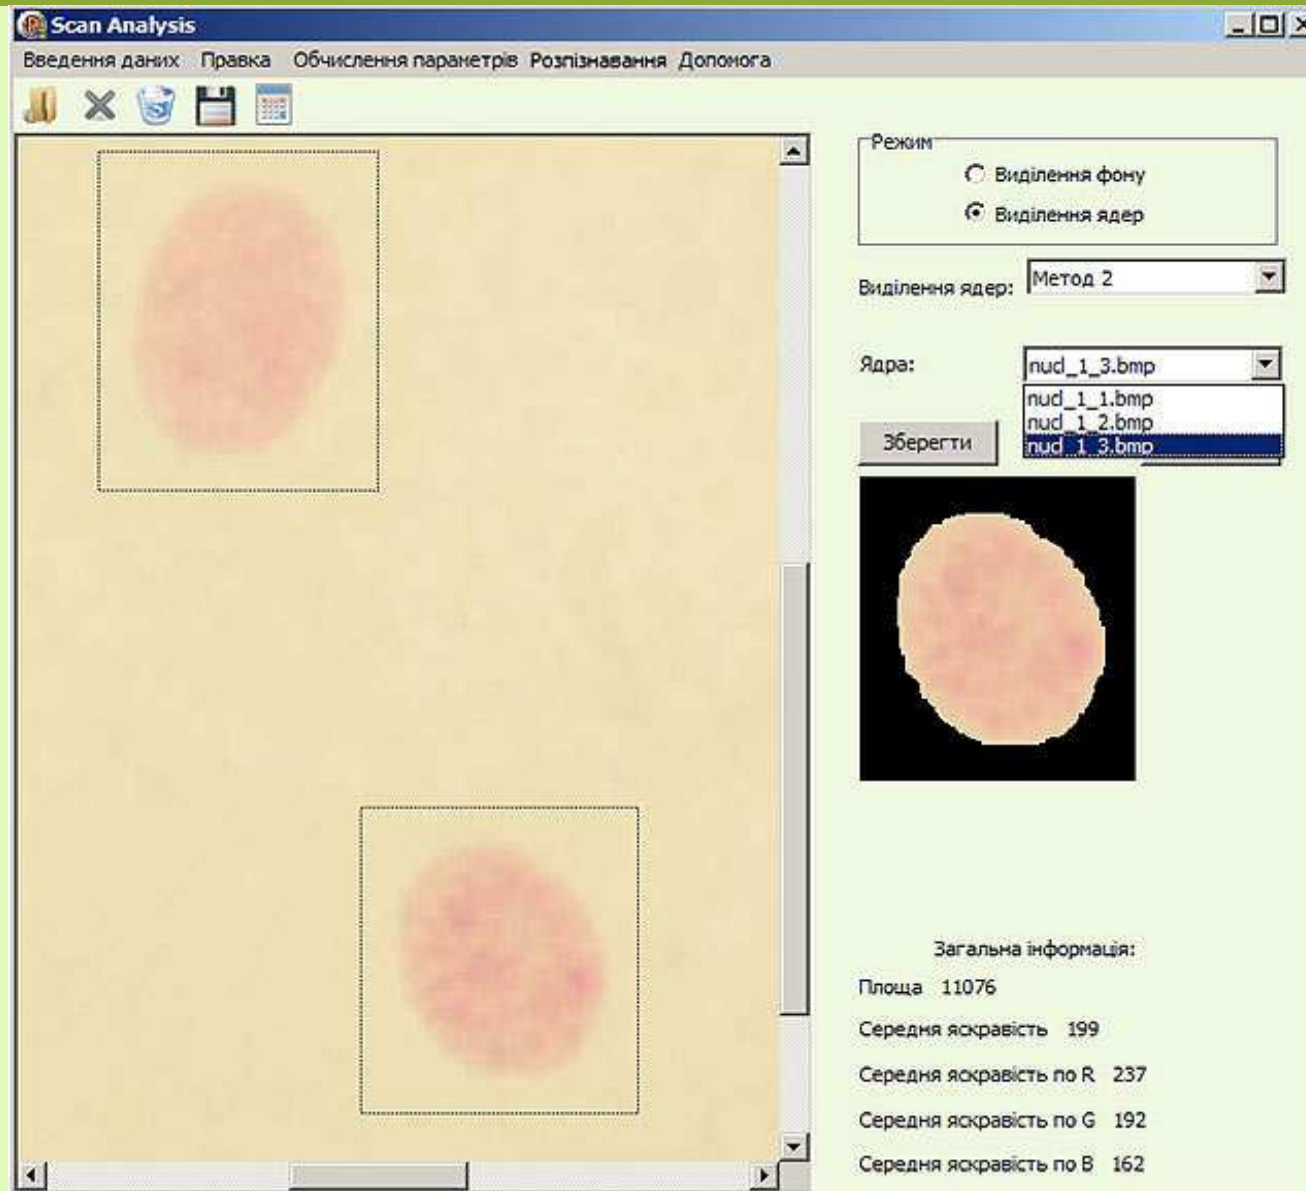 Scan Analysis
Введення даних Правка Обчислення параметрів Розпізнавання Допомога
Режим
Виділення фону
Виділення ядер
Виділення ядер: Метод 2
Ядра: nucl_1_3.bmp
nucl_1_1.bmp
nucl_1_2.bmp
nucl_1_3.bmp
Зберегти
Загальна інформація:
Площа 11076
Середня яскравість 199
Середня яскравість по R 237
Середня яскравість по G 192
Середня яскравість по B 162